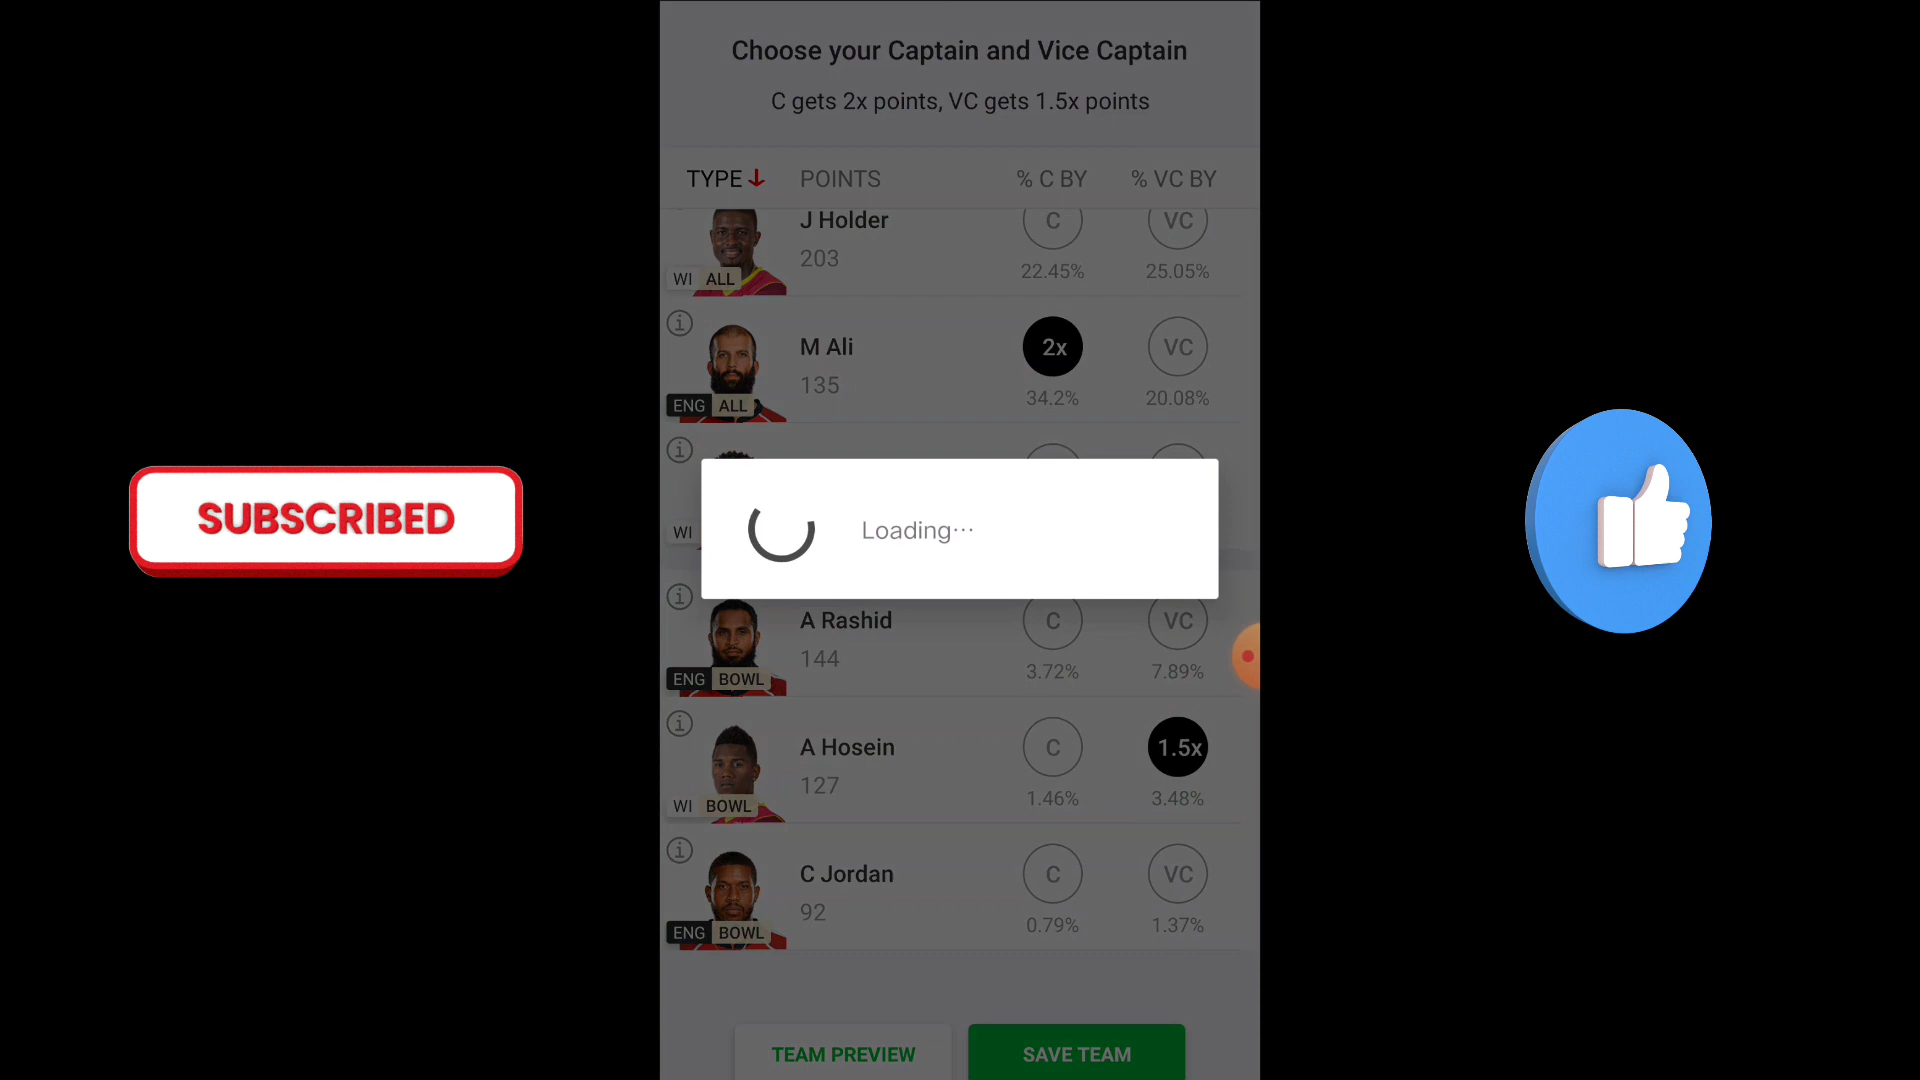 Choose your Captain and Vice Captain
C gets 2x points, VC gets 1.5x points
TYPE POINTS % C BY % VC BY
J Holder C VC
203
WI ALL 22.45% 25.05%
M Ali 2x VC
135
ENG ALL 34.2% 20.08%
SUBSCRIBED
WI Loading...
A Rashid C VC
144
ENG BOWL 3.72% 7.89%
A Hosein C 1.5x
127
WI BOWL 1.46% 3.48%
C Jordan C VC
92
ENG BOWL 0.79% 1.37%
TEAM PREVIEW SAVE TEAM